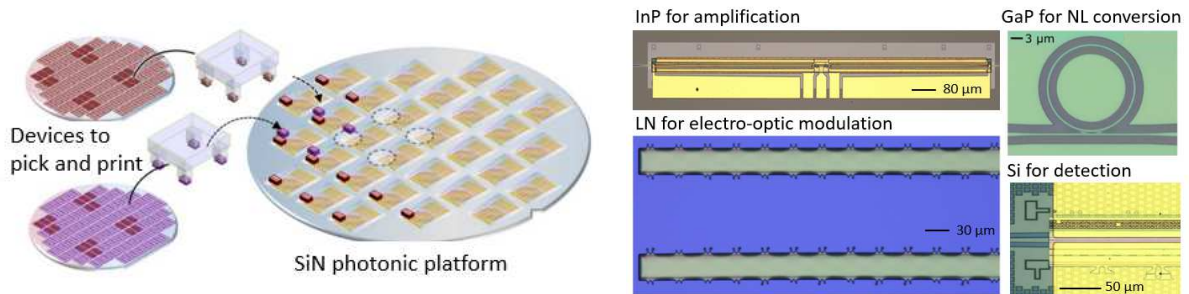 Devices to
pick and print
SiN photonic platform
InP for amplification
80 µm
LN for electro-optic modulation
30 µm
GaP for NL conversion
3 µm
Si for detection
50 µm